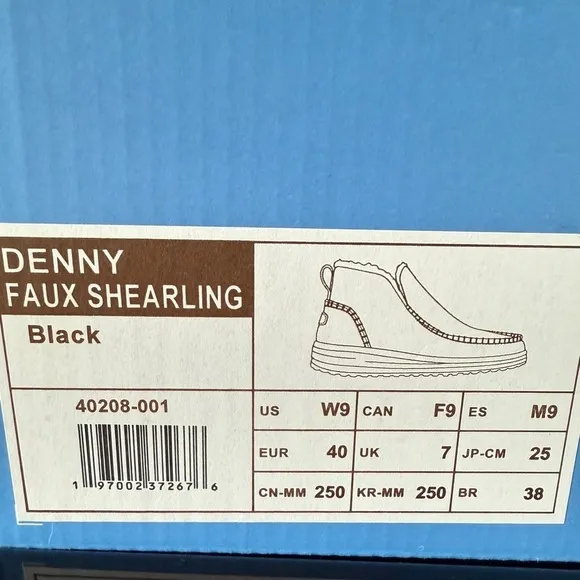 DENNY
FAUX SHEARLING
Black
40208-001
1 97002 37267 6
US W9 CAN F9 ES M9
EUR 40 UK 7 JP-CM 25
CN-MM 250 KR-MM 250 BR 38